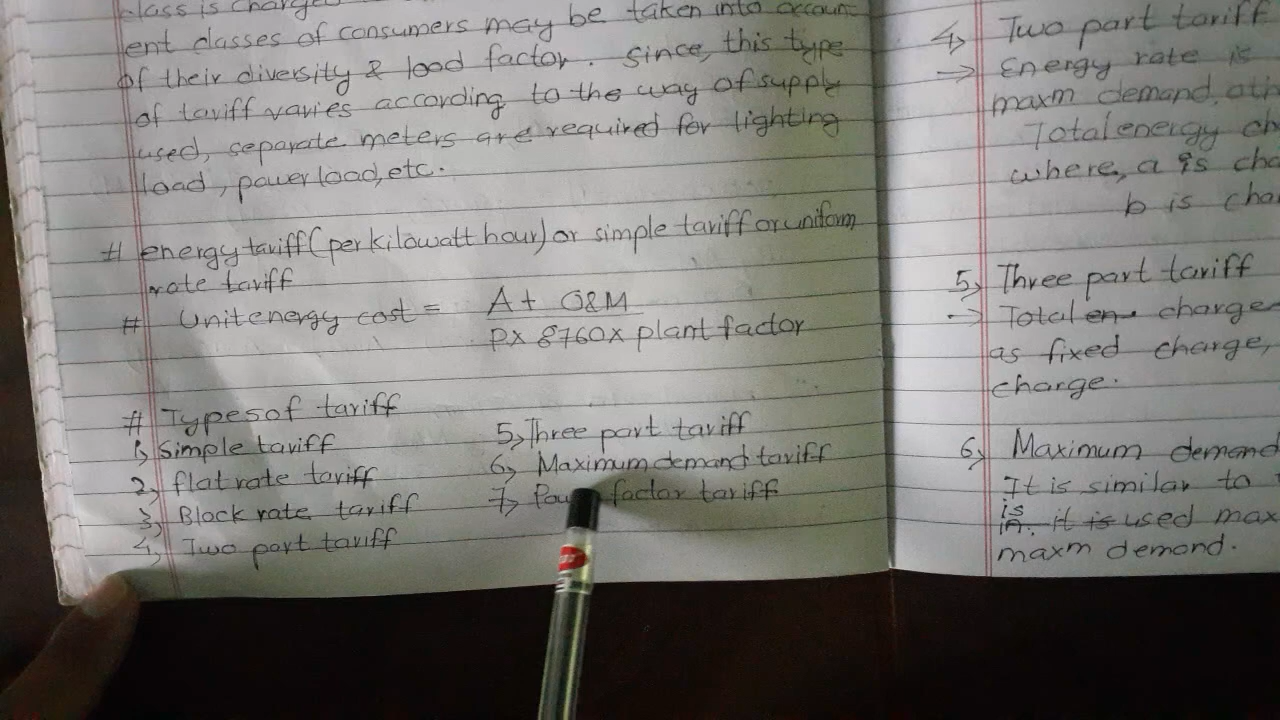 class is charge
ent classes of consumers may be taken into account
of their diversity & load factor. Since, this type
of tariff varies according to the way of supply
used, separate meters are required for lighting
load, power load, etc.
# energy tariff (per kilowatt hour) or simple tariff or uniform
rate tariff
# Unit energy cost = A + O&M
P x 8760 x plant factor
# Types of tariff
1, Simple tariff
2, flat rate tariff
3, Block rate tariff
4, Two part tariff
5, Three part tariff
6, Maximum demand tariff
7, factor tariff
4, Two part tariff
→ Energy rate is
maxm demand,
Total energy ch
where, a is cha
b is cha
5, Three part tariff
→ Total en charge
as fixed charge,
charge.
6, Maximum demand
It is similar to
is
it is used max
maxm demand.